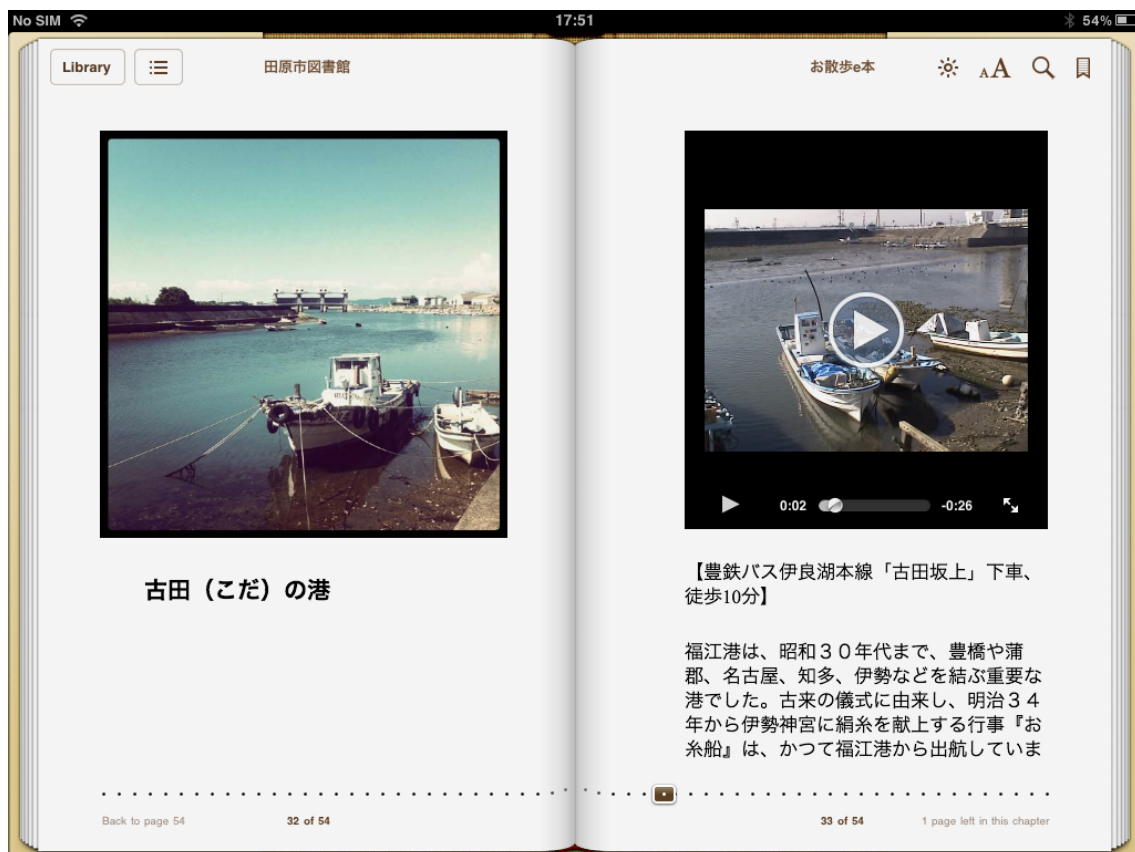 No SIM 17:51 54%
Library 田原市図書館 お散歩e本 AA
古田（こだ）の港
Back to page 54 32 of 54
0:02 -0:26
【豊鉄バス伊良湖本線「古田坂上」下車、
徒歩10分】
福江港は、昭和３０年代まで、豊橋や蒲
郡、名古屋、知多、伊勢などを結ぶ重要な
港でした。古来の儀式に由来し、明治３４
年から伊勢神宮に絹糸を献上する行事『お
糸船』は、かつて福江港から出航していま
33 of 54 1 page left in this chapter